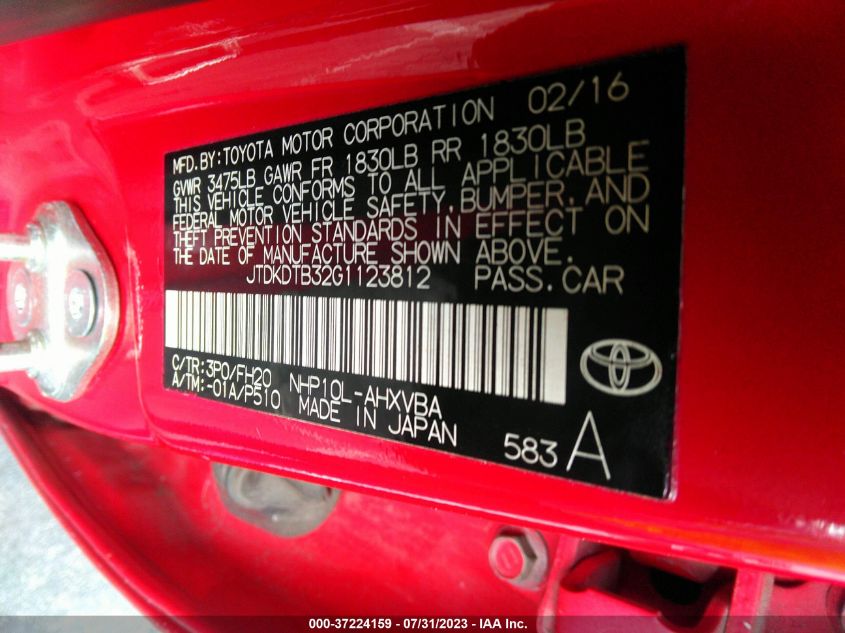 MFD.BY:TOYOTA MOTOR CORPORATION 02/16
GVWR 3475LB GAWR FR 1830LB RR 1830LB
THIS VEHICLE CONFORMS TO ALL APPLICABLE
FEDERAL MOTOR VEHICLE SAFETY,BUMPER,AND
THEFT PREVENTION STANDARDS IN EFFECT ON
THE DATE OF MANUFACTURE SHOWN ABOVE.
JTDKDTB32G1123812 PASS.CAR
C/TR:3P0/FH20 NHP10L-AHXVBA
A/TM:-01A/P510 MADE IN JAPAN
583 A
000-37224159 - 07/31/2023 - IAA Inc.